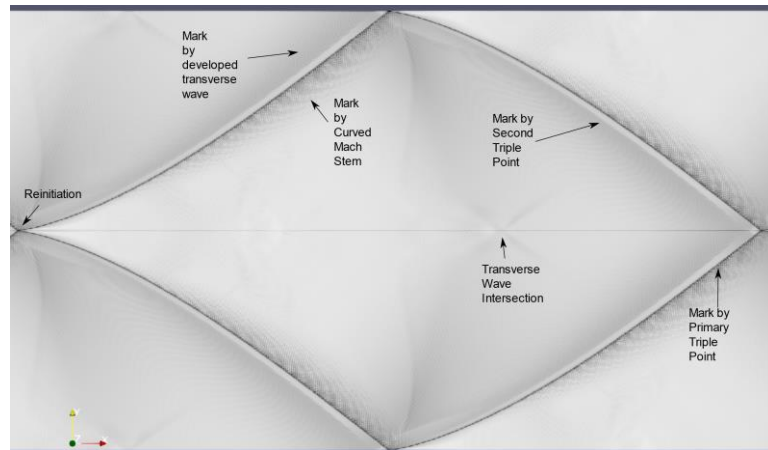 Mark
by
developed
transverse
wave
Mark
by
Curved
Mach
Stem
Mark by
Second
Triple
Point
Reinitiation
Transverse
Wave
Intersection
Mark by
Primary
Triple
Point